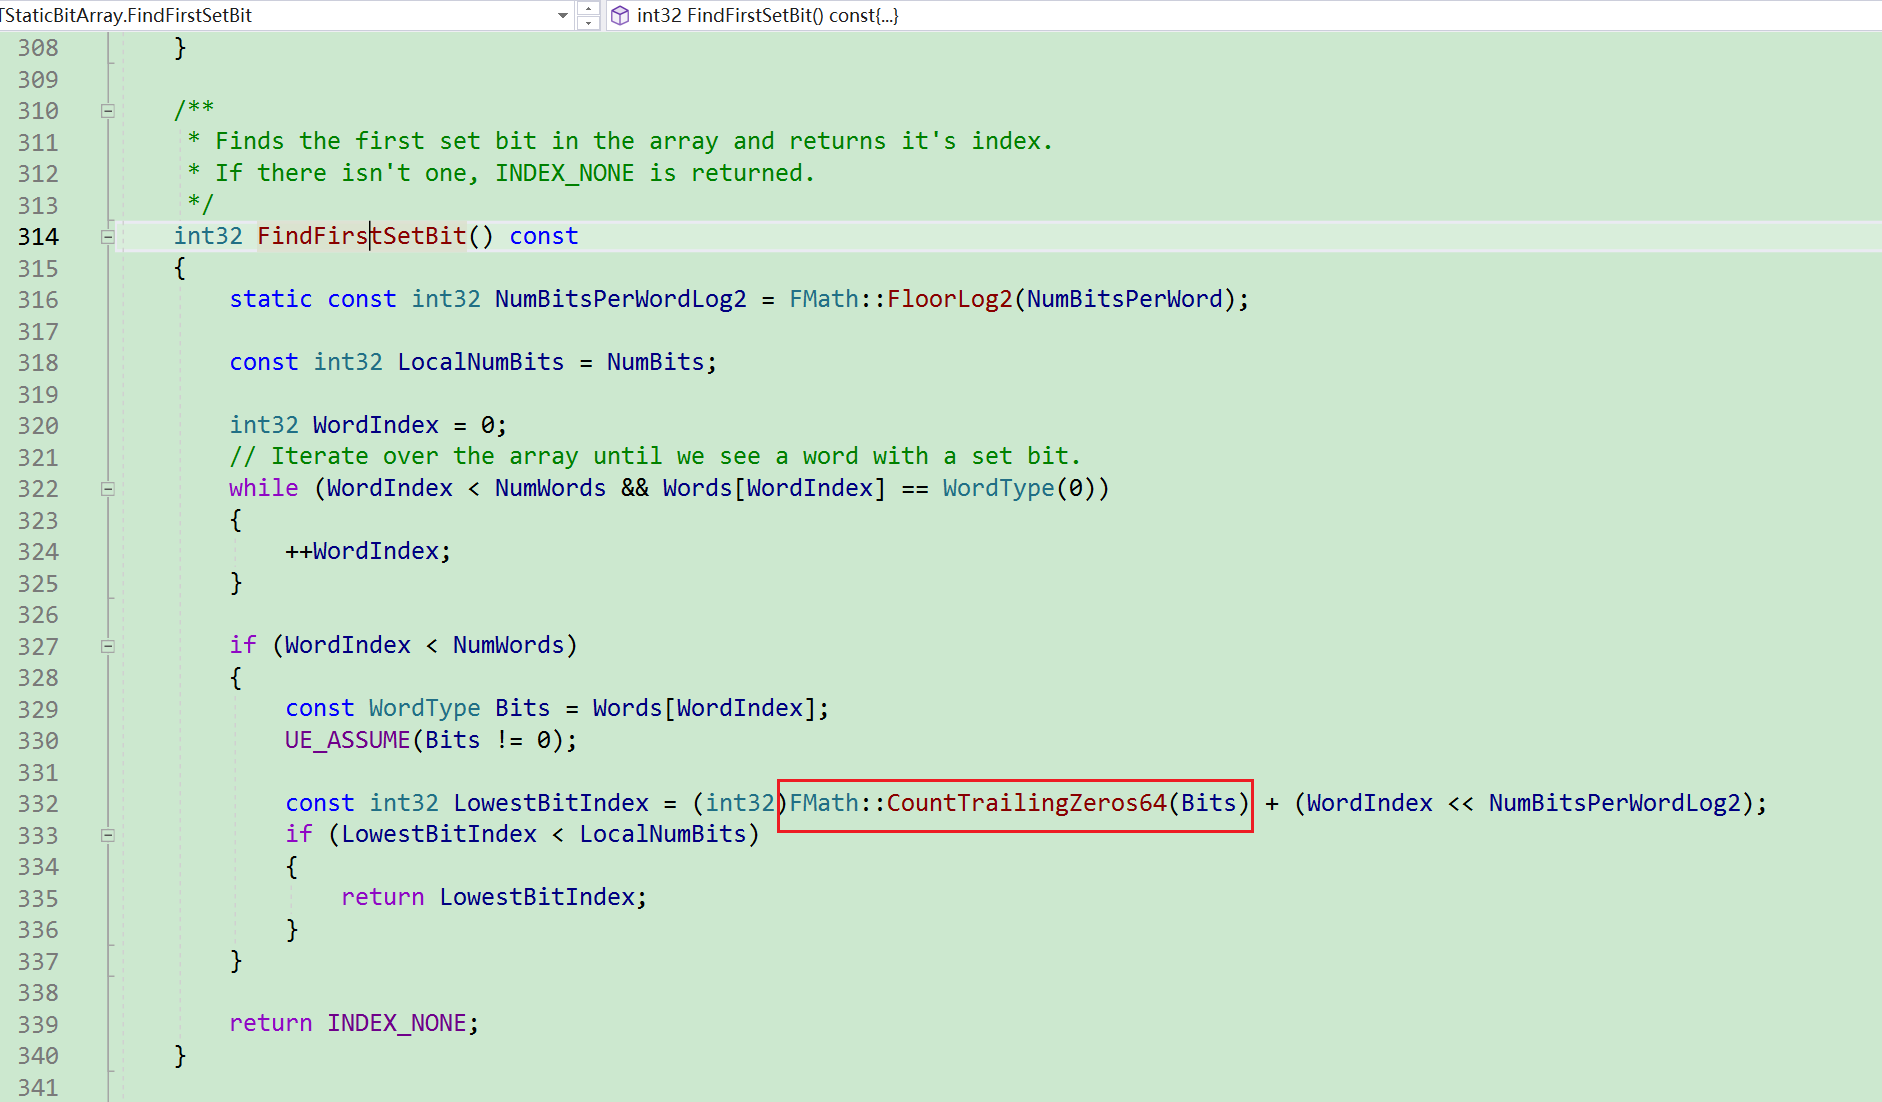 TStaticBitArray.FindFirstSetBit int32 FindFirstSetBit() const{...}
308 }
309
310 /**
311 * Finds the first set bit in the array and returns it's index.
312 * If there isn't one, INDEX_NONE is returned.
313 */
314 int32 FindFirstSetBit() const
315 {
316 static const int32 NumBitsPerWordLog2 = FMath::FloorLog2(NumBitsPerWord);
317
318 const int32 LocalNumBits = NumBits;
319
320 int32 WordIndex = 0;
321 // Iterate over the array until we see a word with a set bit.
322 while (WordIndex < NumWords && Words[WordIndex] == WordType(0))
323 {
324 ++WordIndex;
325 }
326
327 if (WordIndex < NumWords)
328 {
329 const WordType Bits = Words[WordIndex];
330 UE_ASSUME(Bits != 0);
331
332 const int32 LowestBitIndex = (int32)FMath::CountTrailingZeros64(Bits) + (WordIndex << NumBitsPerWordLog2);
333 if (LowestBitIndex < LocalNumBits)
334 {
335 return LowestBitIndex;
336 }
337 }
338
339 return INDEX_NONE;
340 }
341